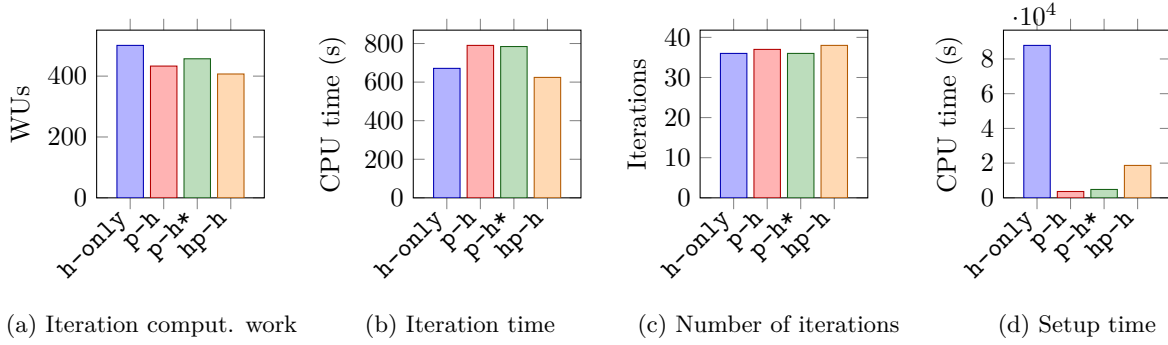 WUs
400
200
0
h-only
p-h
p-h*
hp-h
(a) Iteration comput. work
CPU time (s)
800
600
400
200
0
h-only
p-h
p-h*
hp-h
(b) Iteration time
Iterations
40
30
20
10
0
h-only
p-h
p-h*
hp-h
(c) Number of iterations
·10⁴
CPU time (s)
8
6
4
2
0
h-only
p-h
p-h*
hp-h
(d) Setup time